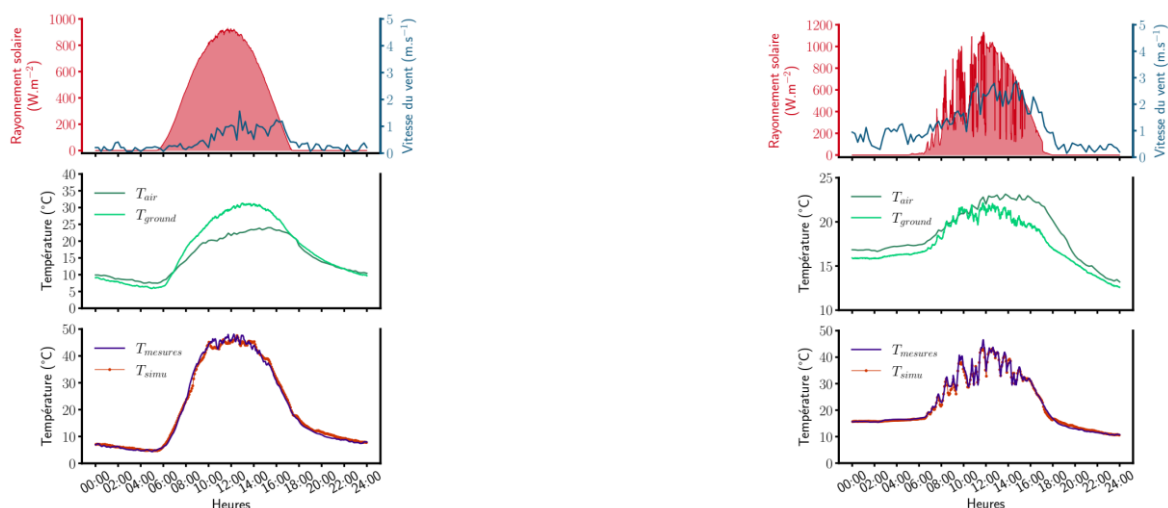 Rayonnement solaire
(W.m⁻²)
1000
800
600
400
200
0
5
4
3
2
1
0
Vitesse du vent (m.s⁻¹)
Température (°C)
40
35
30
25
20
15
10
5
0
T_air
T_ground
Température (°C)
50
40
30
20
10
0
T_mesures
T_simu
00:00 02:00 04:00 06:00 08:00 10:00 12:00 14:00 16:00 18:00 20:00 22:00 24:00
Heures
Rayonnement solaire
(W.m⁻²)
1200
1000
800
600
400
200
0
5
4
3
2
1
0
Vitesse du vent (m.s⁻¹)
Température (°C)
25
20
15
10
T_air
T_ground
Température (°C)
50
40
30
20
10
0
T_mesures
T_simu
00:00 02:00 04:00 06:00 08:00 10:00 12:00 14:00 16:00 18:00 20:00 22:00 24:00
Heures